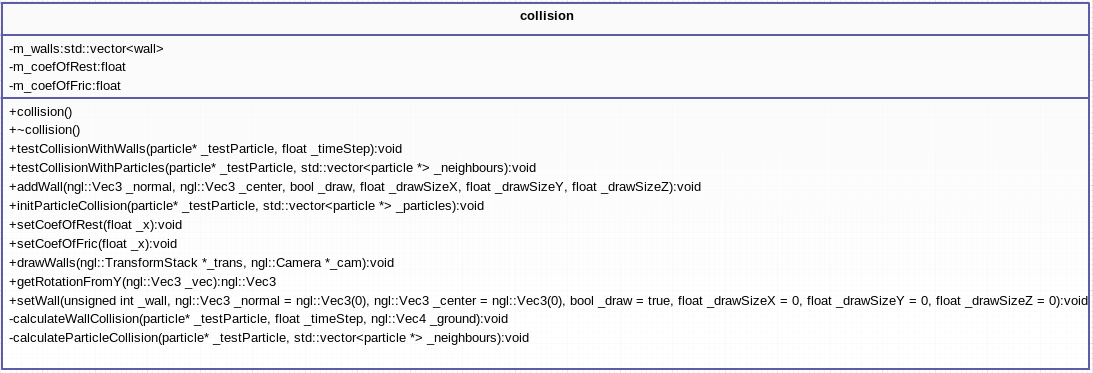 collision
-m_walls:std::vector<wall>
-m_coefOfRest:float
-m_coefOfFric:float
+collision()
+~collision()
+testCollisionWithWalls(particle* _testParticle, float _timeStep):void
+testCollisionWithParticles(particle* _testParticle, std::vector<particle *> _neighbours):void
+addWall(ngl::Vec3 _normal, ngl::Vec3 _center, bool _draw, float _drawSizeX, float _drawSizeY, float _drawSizeZ):void
+initParticleCollision(particle* _testParticle, std::vector<particle *> _particles):void
+setCoefOfRest(float _x):void
+setCoefOfFric(float _x):void
+drawWalls(ngl::TransformStack *_trans, ngl::Camera *_cam):void
+getRotationFromY(ngl::Vec3 _vec):ngl::Vec3
+setWall(unsigned int _wall, ngl::Vec3 _normal = ngl::Vec3(0), ngl::Vec3 _center = ngl::Vec3(0), bool _draw = true, float _drawSizeX = 0, float _drawSizeY = 0, float _drawSizeZ = 0):void
-calculateWallCollision(particle* _testParticle, float _timeStep, ngl::Vec4 _ground):void
-calculateParticleCollision(particle* _testParticle, std::vector<particle *> _neighbours):void